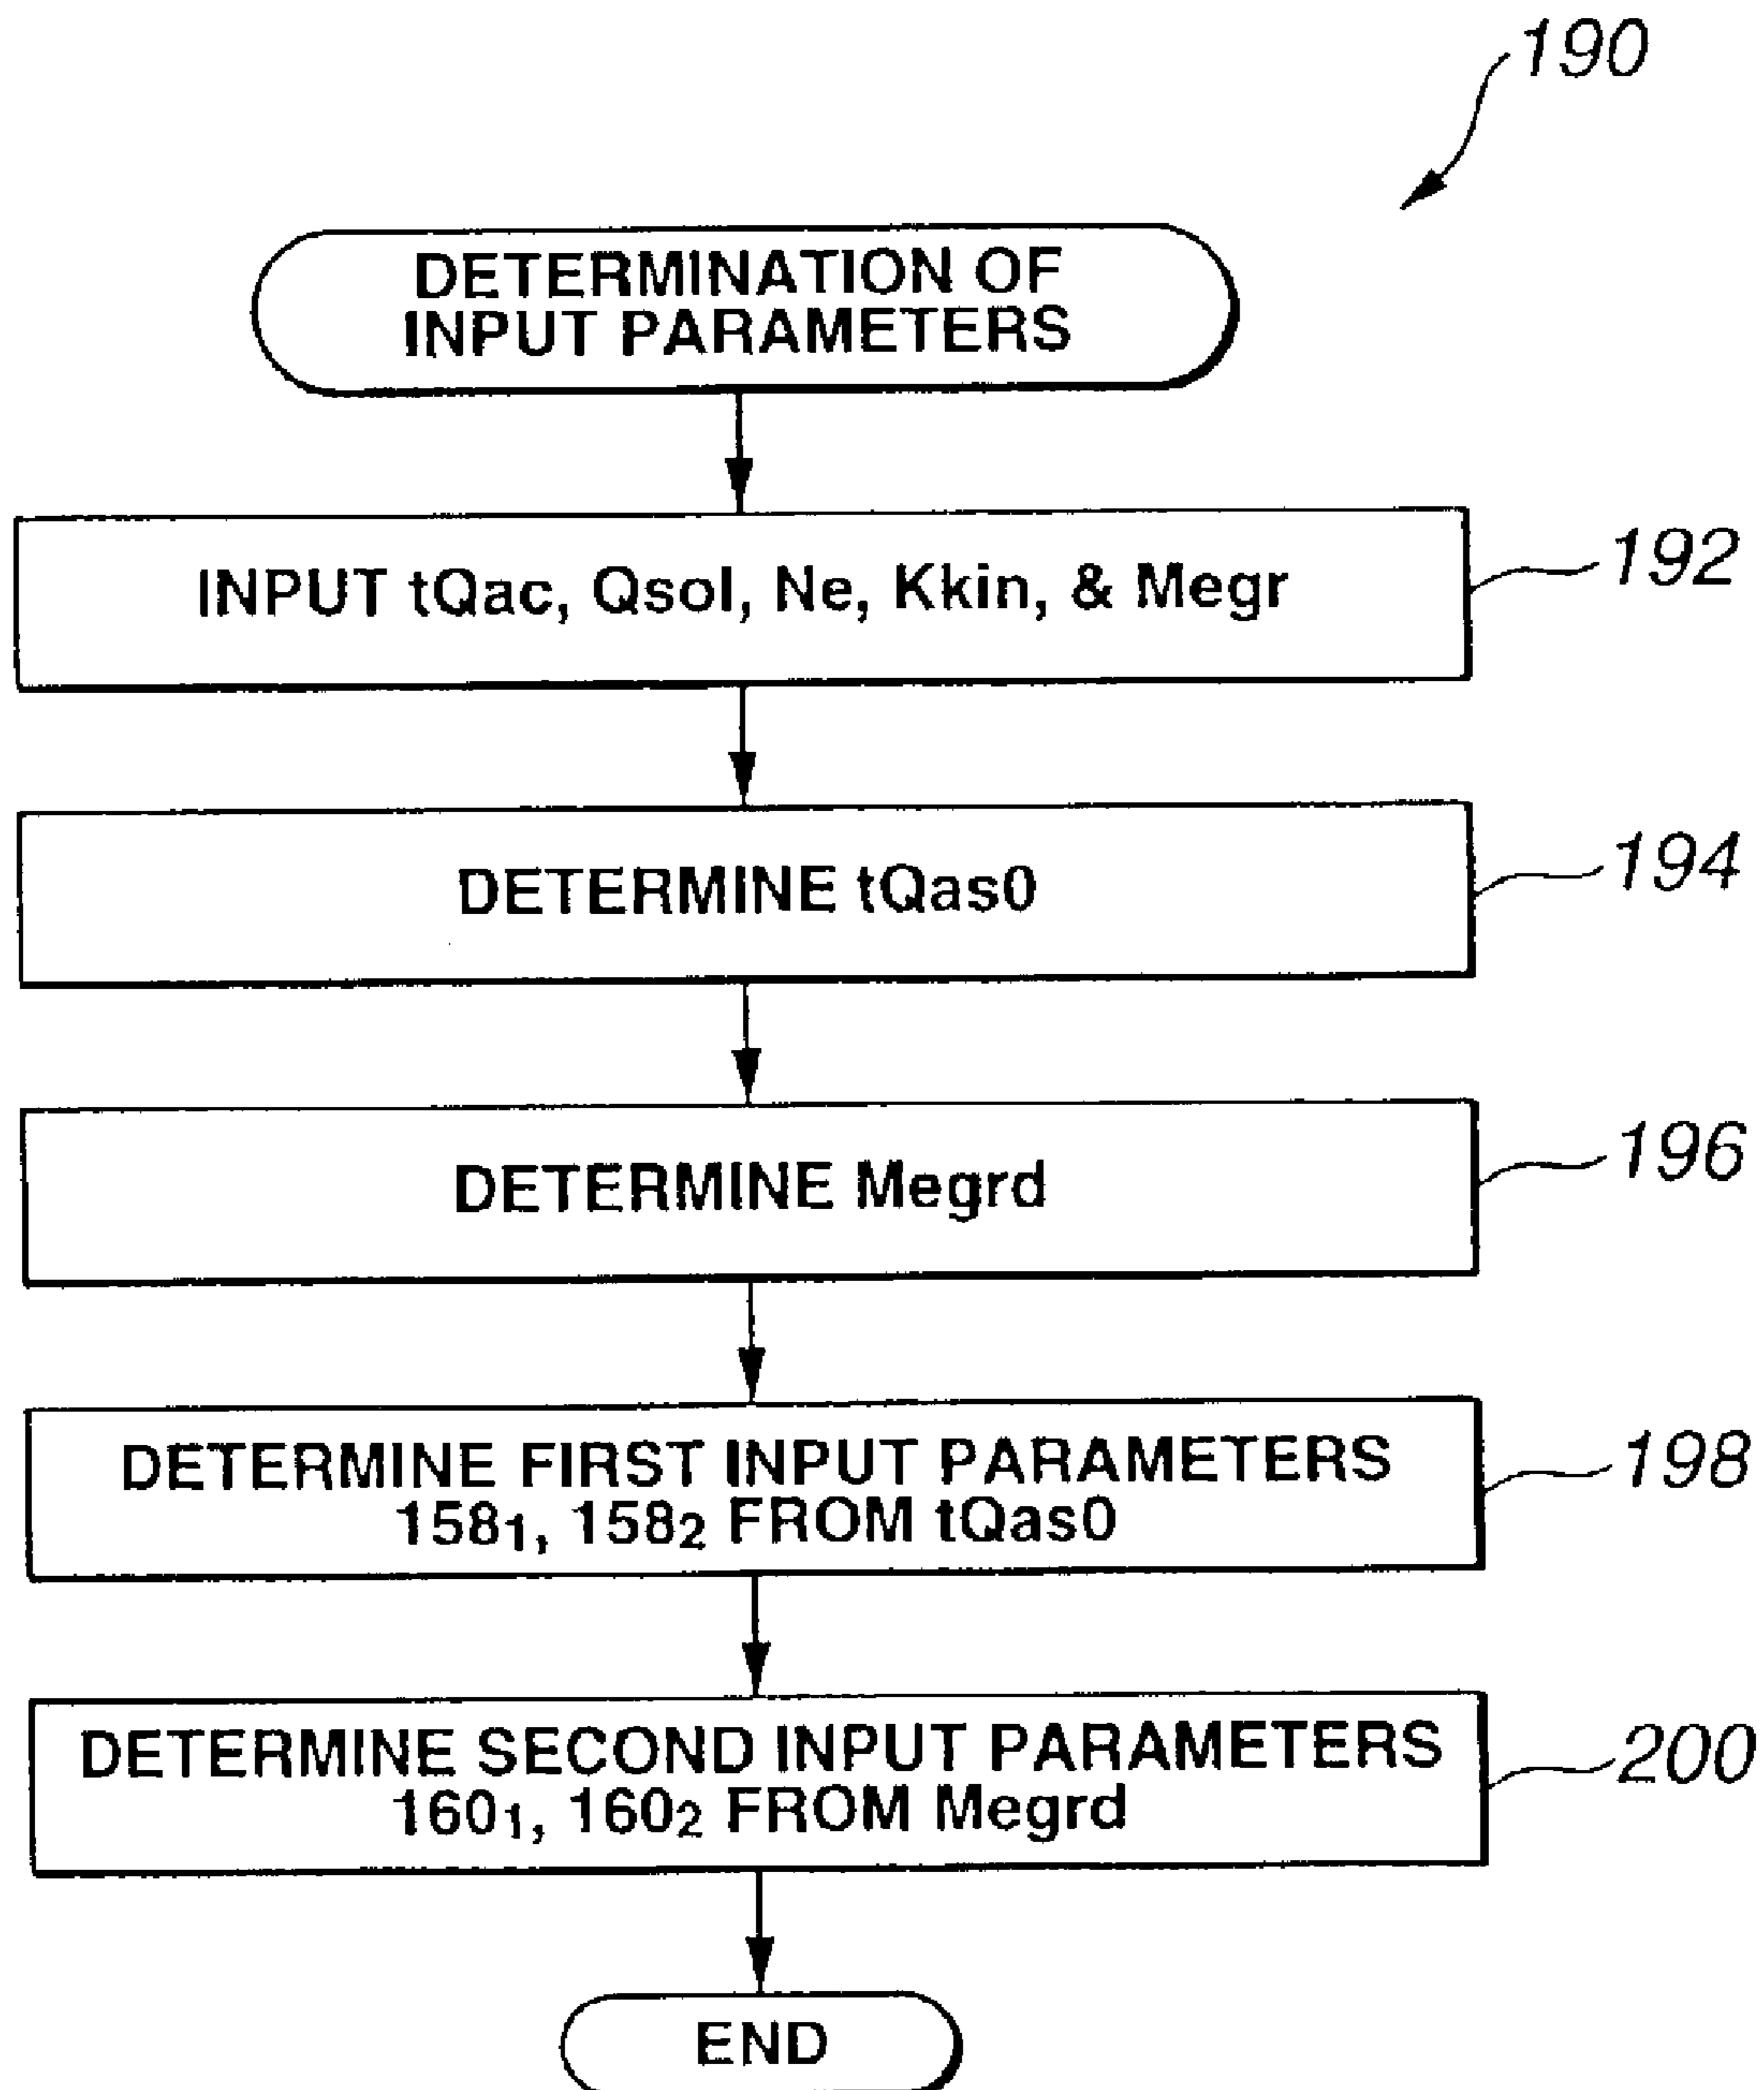 190
DETERMINATION OF
INPUT PARAMETERS
INPUT tQac, Qsol, Ne, Kkin, & Megr
192
DETERMINE tQas0
194
DETERMINE Megrd
196
DETERMINE FIRST INPUT PARAMETERS
158₁, 158₂ FROM tQas0
198
DETERMINE SECOND INPUT PARAMETERS
160₁, 160₂ FROM Megrd
200
END